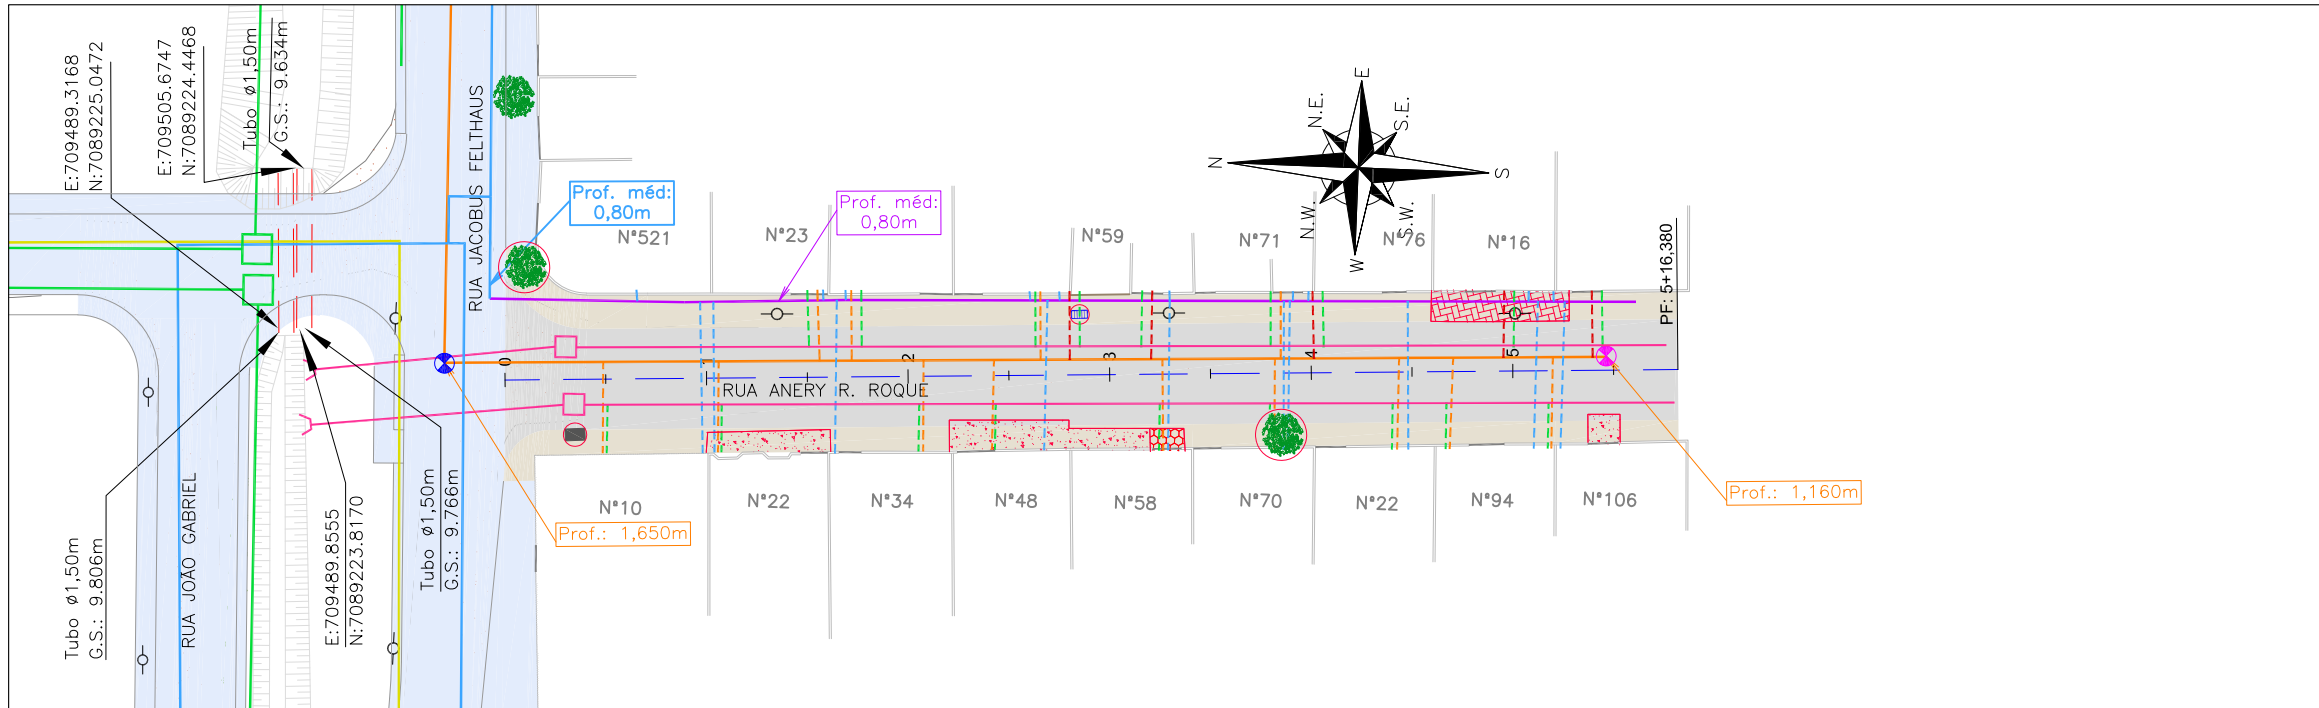 E:709489.3168
N:7089225.0472
E:709505.6747
N:7089224.4468
Tubo ø1,50m
G.S.: 9.634m
RUA JACOBUS FELTHAUS
Prof. méd:
0,80m
Prof. méd:
0,80m
N°521
N°23
N°59
N°71
N°76
N°16
N
N.E.
E
S.E.
S
S.W.
W
N.W.
PF: 5+16,380
0
2
3
4
5
RUA ANERY R. ROQUE
N°10
N°22
N°34
N°48
N°58
N°70
N°22
N°94
N°106
Prof.: 1,650m
Prof.: 1,160m
Tubo ø1,50m
G.S.: 9.806m
RUA JOÃO GABRIEL
E:709489.8555
N:7089223.8170
Tubo ø1,50m
G.S.: 9.766m